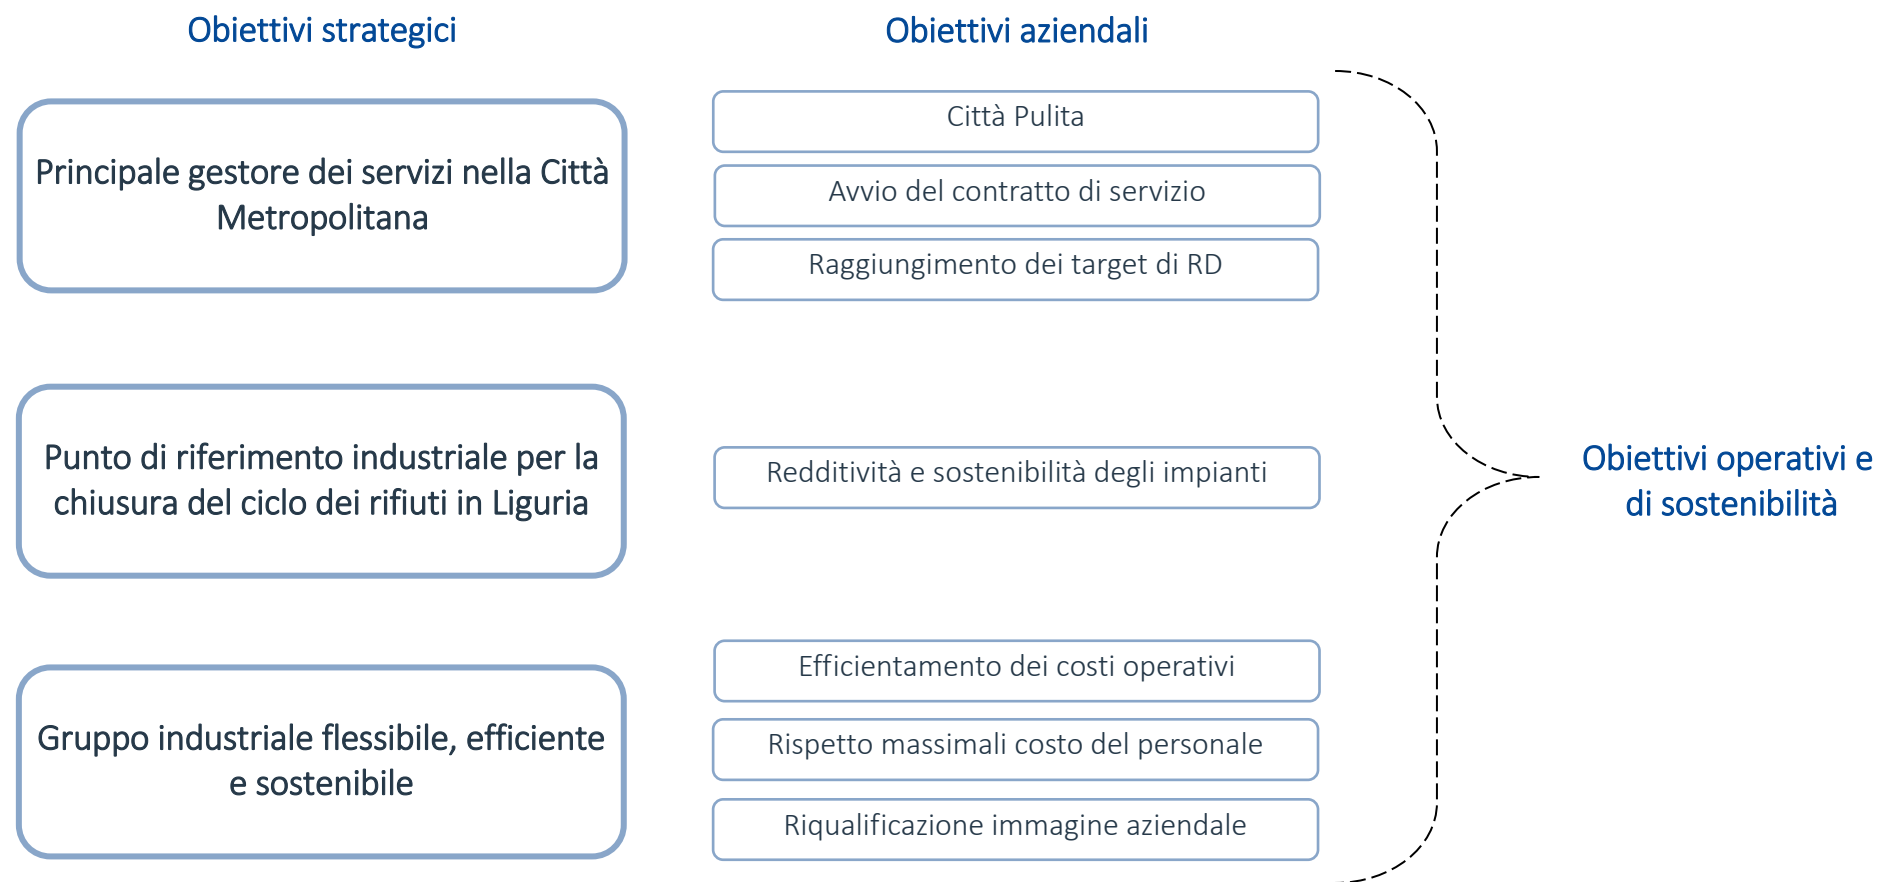 Obiettivi strategici
Obiettivi aziendali
Principale gestore dei servizi nella Città
Metropolitana
Città Pulita
Avvio del contratto di servizio
Raggiungimento dei target di RD
Punto di riferimento industriale per la
chiusura del ciclo dei rifiuti in Liguria
Redditività e sostenibilità degli impianti
Gruppo industriale flessibile, efficiente
e sostenibile
Efficientamento dei costi operativi
Rispetto massimali costo del personale
Riqualificazione immagine aziendale
Obiettivi operativi e
di sostenibilità